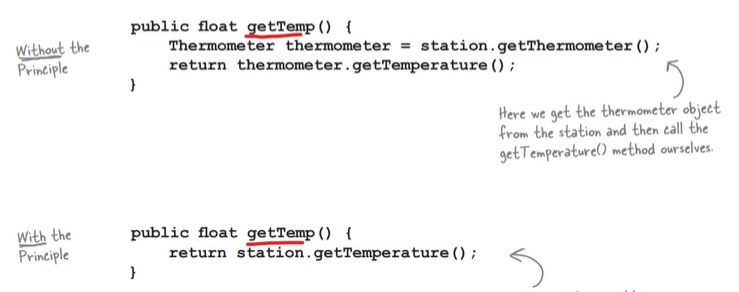 public float getTemp() {
Without the
Principle
Thermometer thermometer = station.getThermometer();
return thermometer.getTemperature();
}
Here we get the thermometer object
from the station and then call the
getTemperature() method ourselves.
With the
Principle
public float getTemp() {
return station.getTemperature();
}